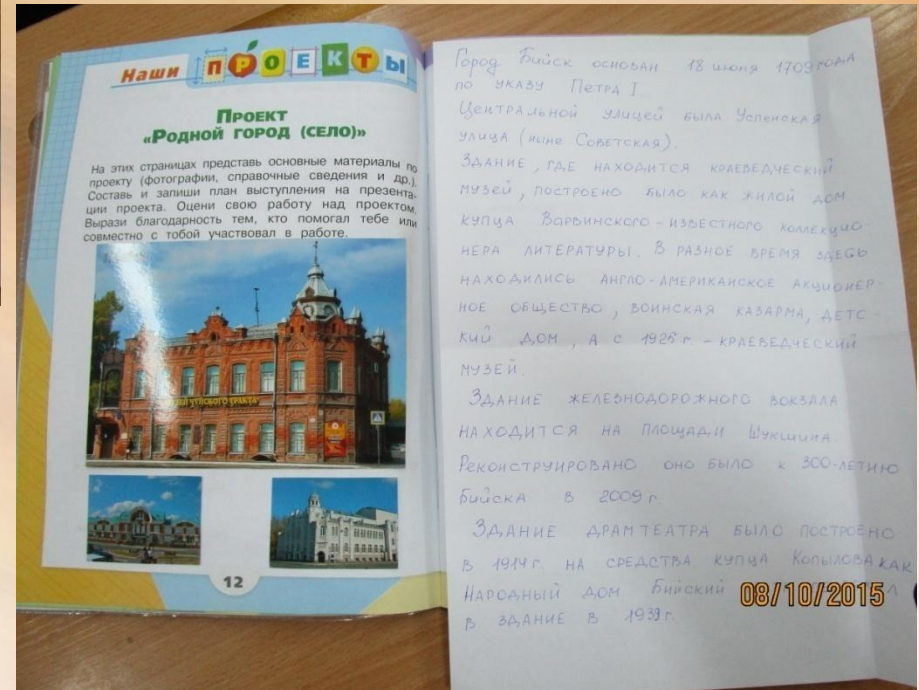 Наши ПРОЕКТЫ
ПРОЕКТ
«РОДНОЙ ГОРОД (СЕЛО)»
На этих страницах представь основные материалы по
проекту (фотографии, справочные сведения и др.).
Составь и запиши план выступления на презента-
ции проекта. Оцени свою работу над проектом.
Вырази благодарность тем, кто помогал тебе или
совместно с тобой участвовал в работе.
МУЗЕЙ ЧУЙСКОГО ТРАКТА
12
Город Бийск основан 18 июня 1709 года
по указу Петра I
Центральной улицей была Успенская
улица (ныне Советская).
Здание, где находится краеведческий
музей, построено было как жилой дом
купца Варвинского - известного коллекцио-
нера литературы. В разное время здесь
находились англо-американское акционер-
ное общество, воинская казарма, детс-
кий дом, а с 1925 г - краеведческий
музей.
Здание железнодорожного вокзала
находится на площади Шукшина.
Реконструировано оно было к 300-летию
Бийска в 2009 г.
Здание драмтеатра было построено
в 1914 г. на средства купца Копылова как
Народный дом Бийский
в здание в 1939 г.
08/10/2015